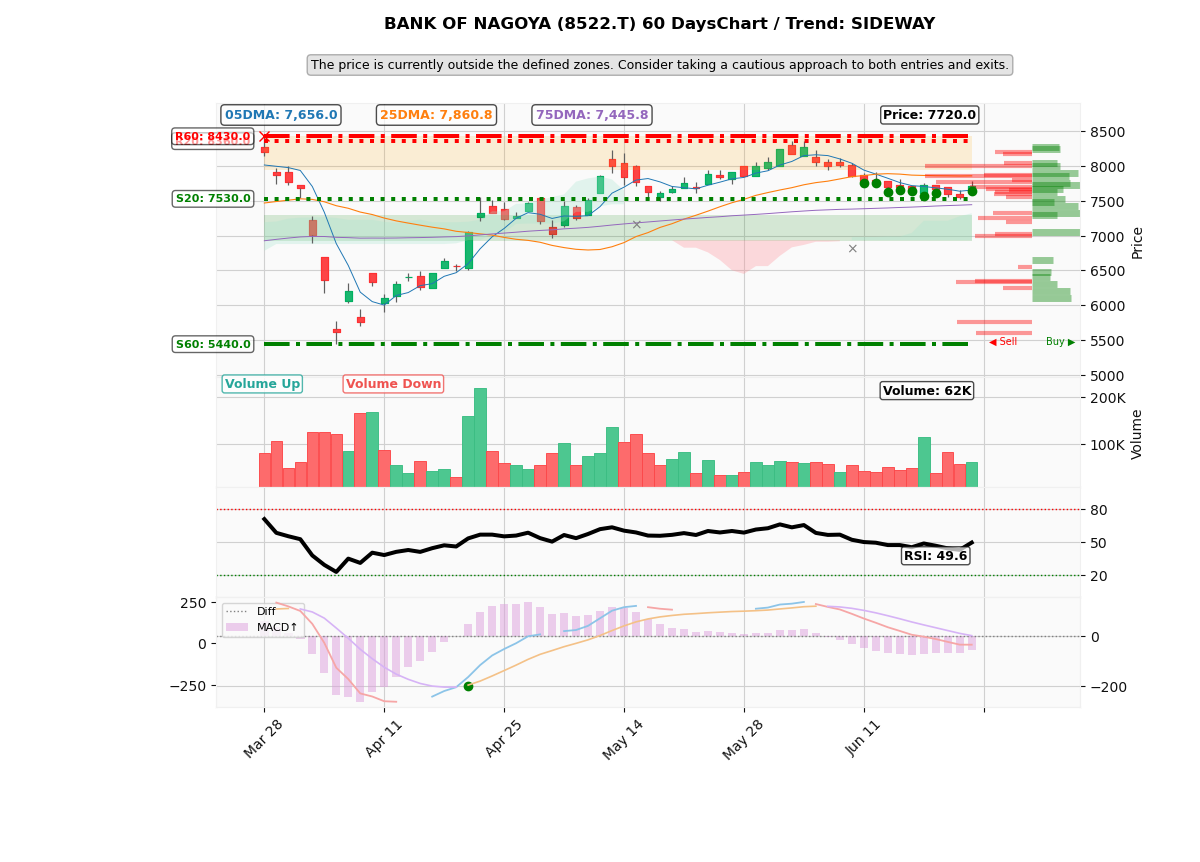 BANK OF NAGOYA (8522.T) 60 DaysChart / Trend: SIDEWAY
The price is currently outside the defined zones. Consider taking a cautious approach to both entries and exits.
05DMA: 7,656.0
25DMA: 7,860.8
75DMA: 7,445.8
Price: 7720.0
R60: 8430.0
R20: 8360.0
S20: 7530.0
S60: 5440.0
8500
8000
7500
7000
6500
6000
5500
5000
Price
◀ Sell
Buy ▶
Volume Up
Volume Down
Volume: 62K
200K
100K
Volume
80
50
20
RSI: 49.6
250
0
−250
Diff
MACD↑
0
−200
Mar 28
Apr 11
Apr 25
May 14
May 28
Jun 11